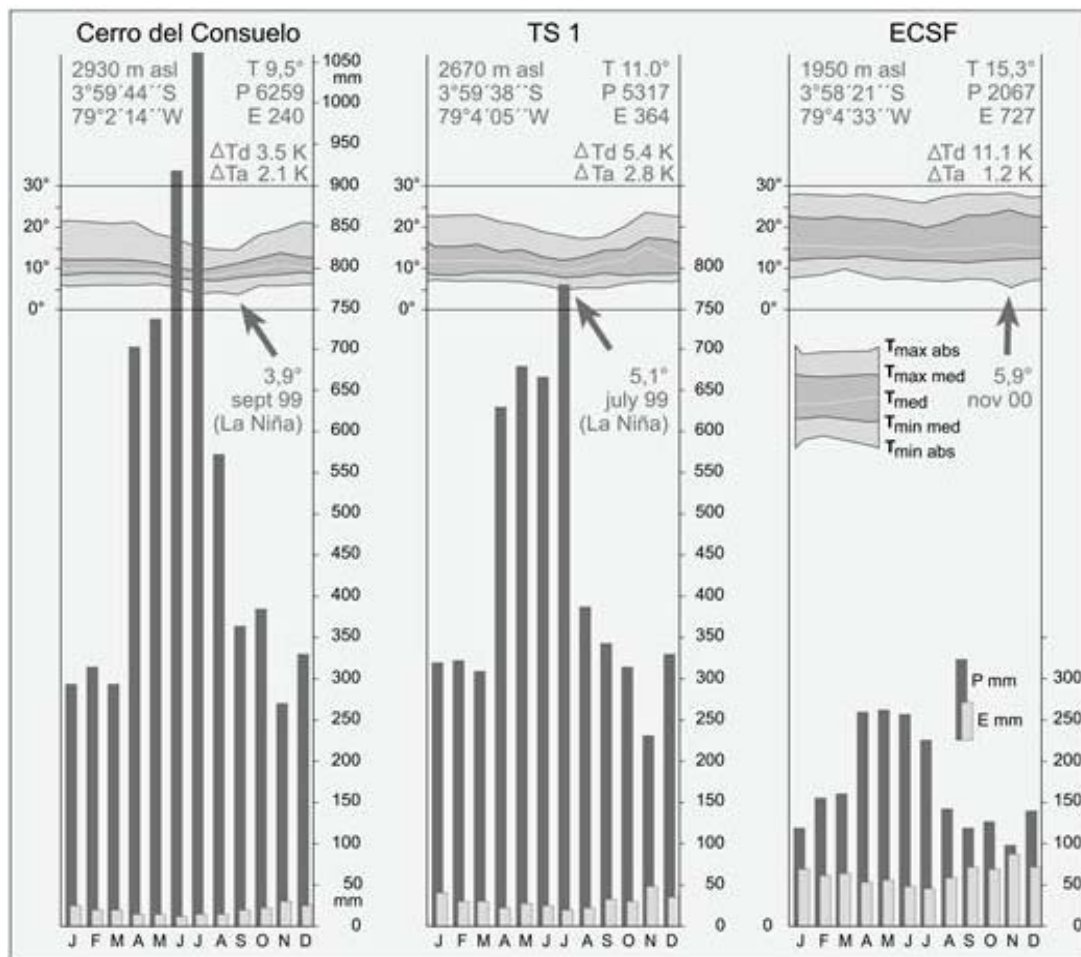 Cerro del Consuelo
2930 m asl T 9,5°
3°59´44´´S P 6259
79°2´14´´W E 240
ΔTd 3.5 K
ΔTa 2.1 K
30°
20°
10°
0°
3,9°
sept 99
(La Niña)
1050
mm
1000
950
900
850
800
750
700
650
600
550
500
450
400
350
300
250
200
150
100
50
mm
0
J F M A M J J A S O N D
TS 1
2670 m asl T 11.0°
3°59´38´´S P 5317
79°4´05´´W E 364
ΔTd 5.4 K
ΔTa 2.8 K
30°
20°
10°
0°
5,1°
july 99
(La Niña)
800
750
700
650
600
550
500
450
400
350
300
250
200
150
100
50
0
J F M A M J J A S O N D
ECSF
1950 m asl T 15,3°
3°58´21´´S P 2067
79°4´33´´W E 727
ΔTd 11.1 K
ΔTa 1.2 K
30°
20°
10°
0°
Tmax abs
Tmax med
Tmed
Tmin med
Tmin abs
5,9°
nov 00
P mm
E mm
300
250
200
150
100
50
0
0
J F M A M J J A S O N D